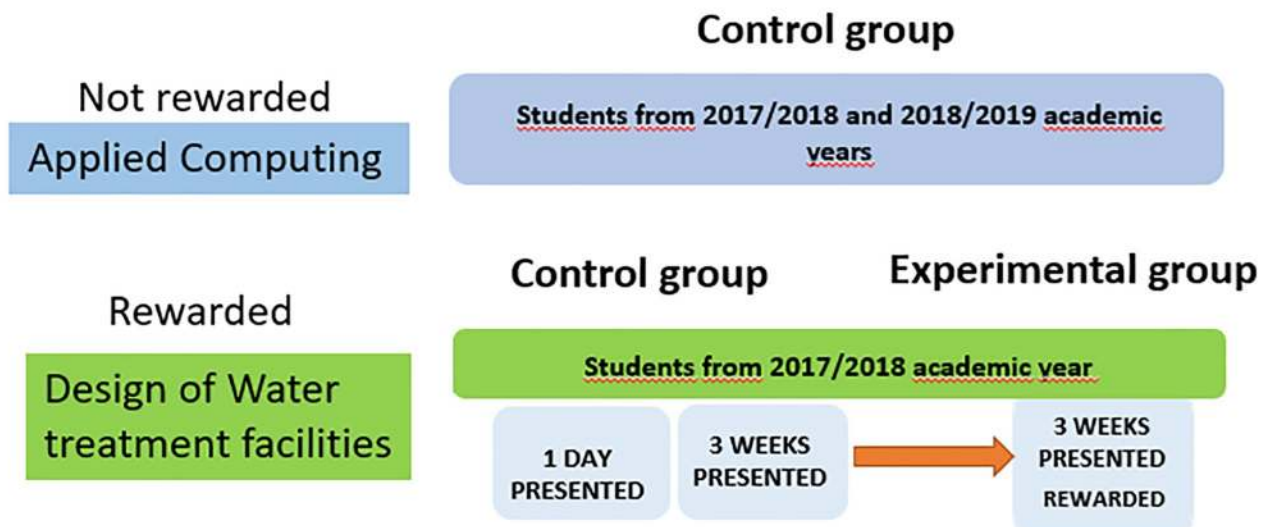 Control group
Not rewarded
Applied Computing
Students from 2017/2018 and 2018/2019 academic
years
Control group
Experimental group
Rewarded
Design of Water
treatment facilities
Students from 2017/2018 academic year
1 DAY
PRESENTED
3 WEEKS
PRESENTED
3 WEEKS
PRESENTED
REWARDED